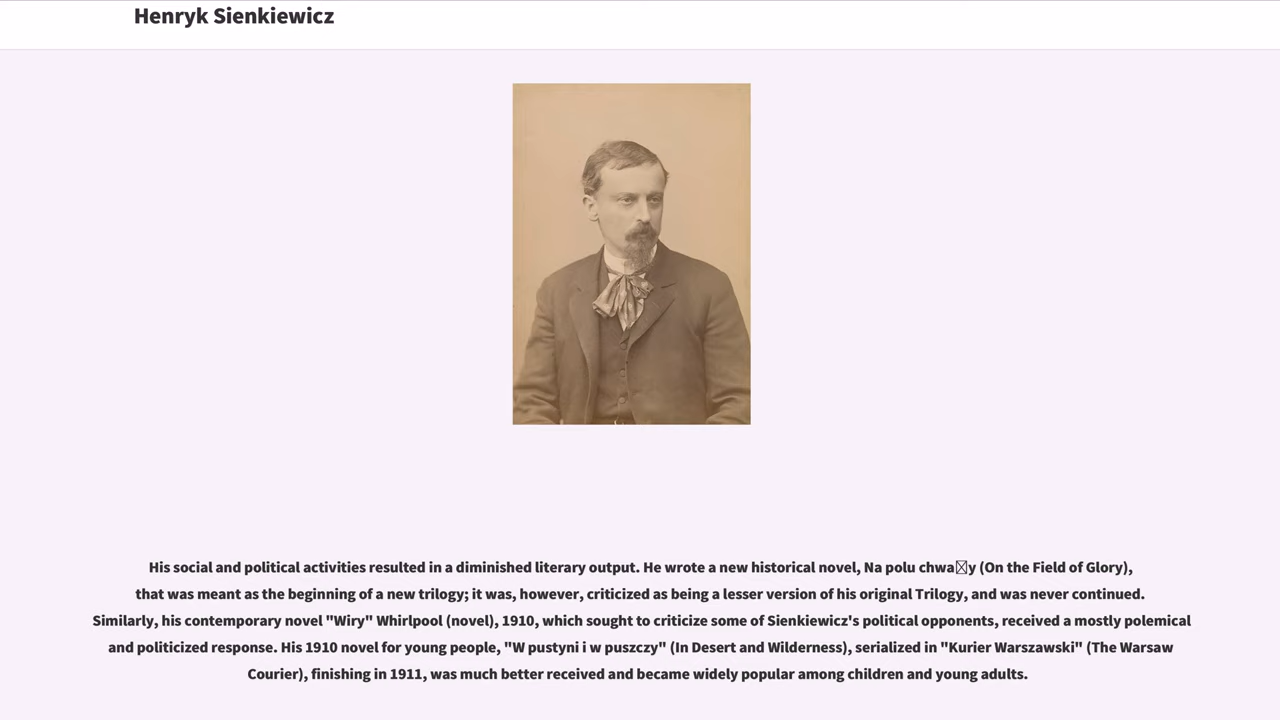 Henryk Sienkiewicz
His social and political activities resulted in a diminished literary output. He wrote a new historical novel, Na polu chwa□y (On the Field of Glory),
that was meant as the beginning of a new trilogy; it was, however, criticized as being a lesser version of his original Trilogy, and was never continued.
Similarly, his contemporary novel "Wiry" Whirlpool (novel), 1910, which sought to criticize some of Sienkiewicz's political opponents, received a mostly polemical
and politicized response. His 1910 novel for young people, "W pustyni i w puszczy" (In Desert and Wilderness), serialized in "Kurier Warszawski" (The Warsaw
Courier), finishing in 1911, was much better received and became widely popular among children and young adults.